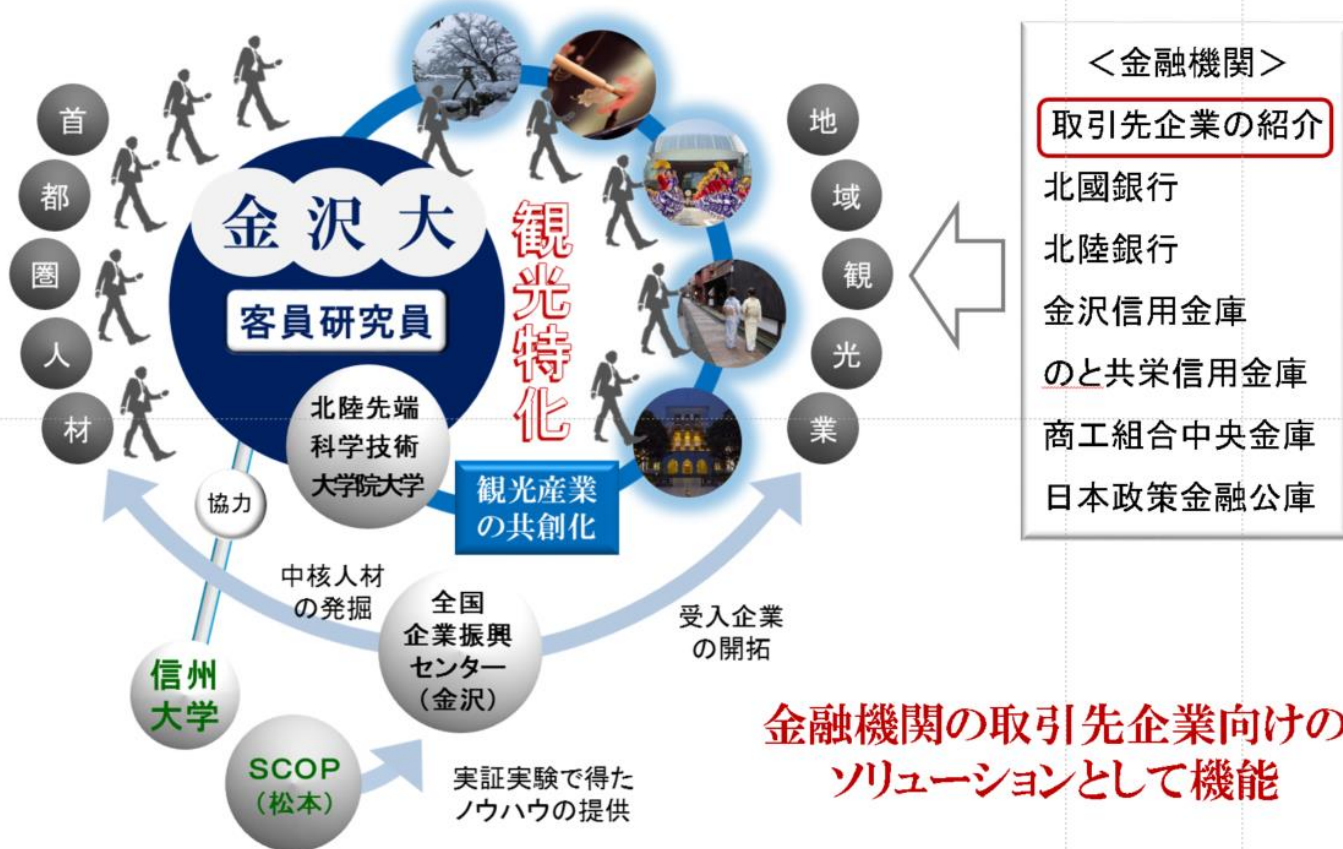 首都圏人材
金沢大
客員研究員
観光特化
北陸先端
科学技術
大学院大学
観光産業
の共創化
協力
中核人材
の発掘
全国
企業振興
センター
（金沢）
受入企業
の開拓
信州
大学
SCOP
（松本）
実証実験で得た
ノウハウの提供
地域観光業
＜金融機関＞
取引先企業の紹介
北國銀行
北陸銀行
金沢信用金庫
のと共栄信用金庫
商工組合中央金庫
日本政策金融公庫
金融機関の取引先企業向けの
ソリューションとして機能